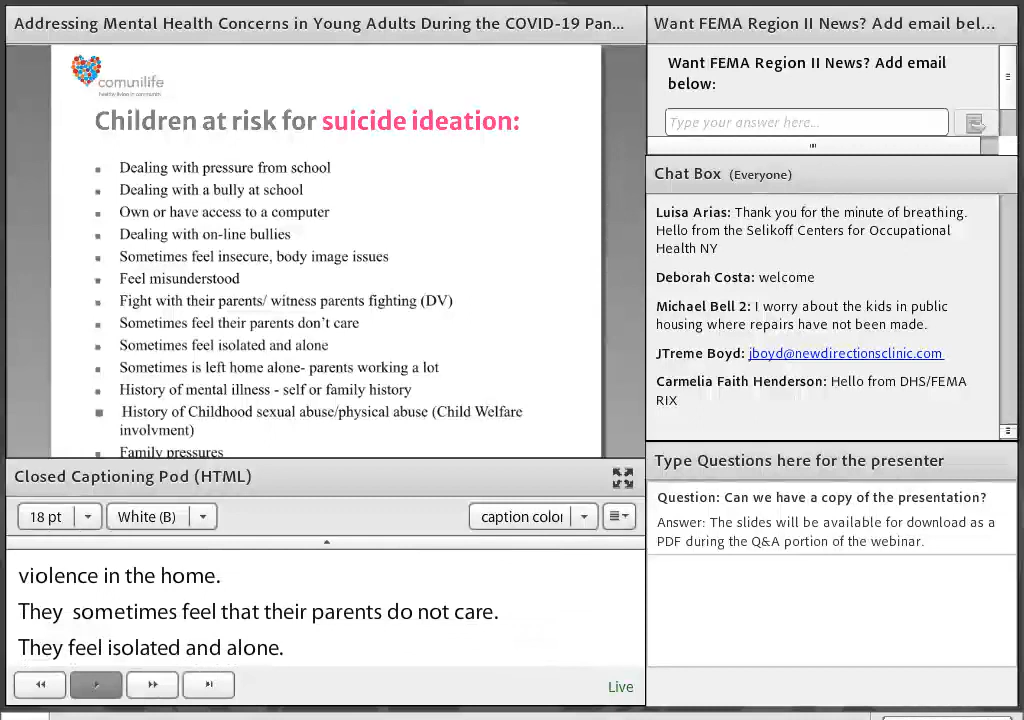 Addressing Mental Health Concerns in Young Adults During the COVID-19 Pan...
comunilife
healthy living in community
Children at risk for suicide ideation:
Dealing with pressure from school
Dealing with a bully at school
Own or have access to a computer
Dealing with on-line bullies
Sometimes feel insecure, body image issues
Feel misunderstood
Fight with their parents/ witness parents fighting (DV)
Sometimes feel their parents don't care
Sometimes feel isolated and alone
Sometimes is left home alone- parents working a lot
History of mental illness - self or family history
History of Childhood sexual abuse/physical abuse (Child Welfare
involvment)
Family pressures
Closed Captioning Pod (HTML)
18 pt
White (B)
caption color
violence in the home.
They sometimes feel that their parents do not care.
They feel isolated and alone.
Live
Want FEMA Region II News? Add email bel...
Want FEMA Region II News? Add email
below:
Type your answer here...
Chat Box (Everyone)
Luisa Arias: Thank you for the minute of breathing.
Hello from the Selikoff Centers for Occupational
Health NY
Deborah Costa: welcome
Michael Bell 2: I worry about the kids in public
housing where repairs have not been made.
JTreme Boyd: jboyd@newdirectionsclinic.com
Carmelia Faith Henderson: Hello from DHS/FEMA
RIX
Type Questions here for the presenter
Question: Can we have a copy of the presentation?
Answer: The slides will be available for download as a
PDF during the Q&A portion of the webinar.